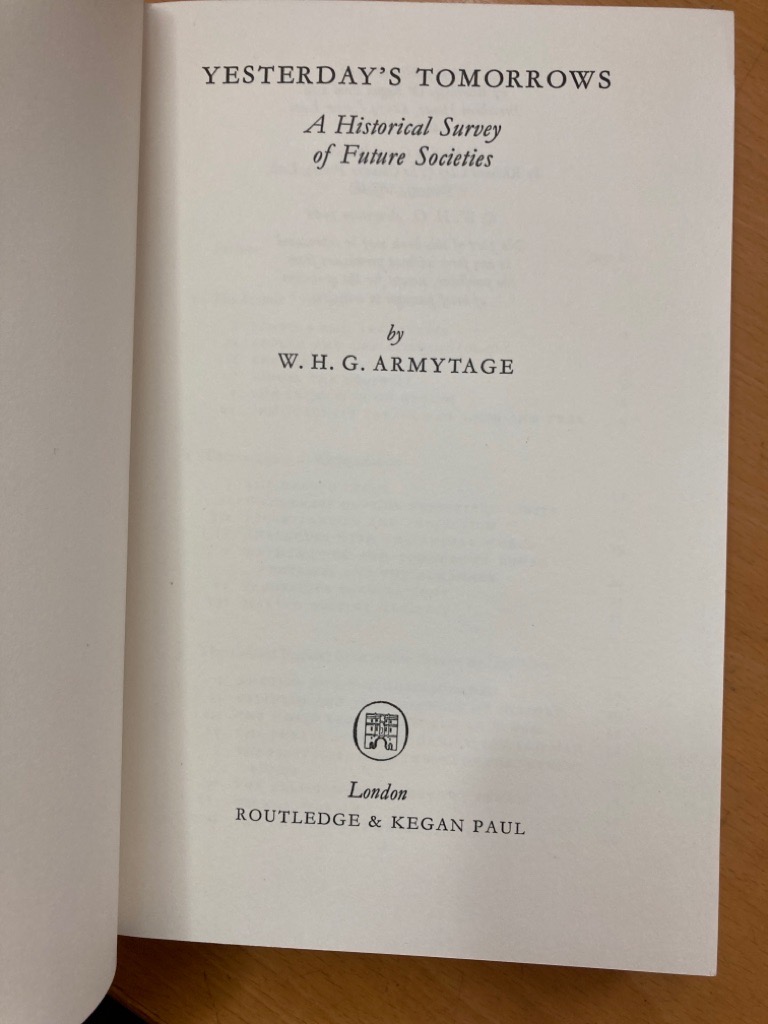 YESTERDAY'S TOMORROWS
A Historical Survey
of Future Societies
by
W. H. G. ARMYTAGE
London
ROUTLEDGE & KEGAN PAUL